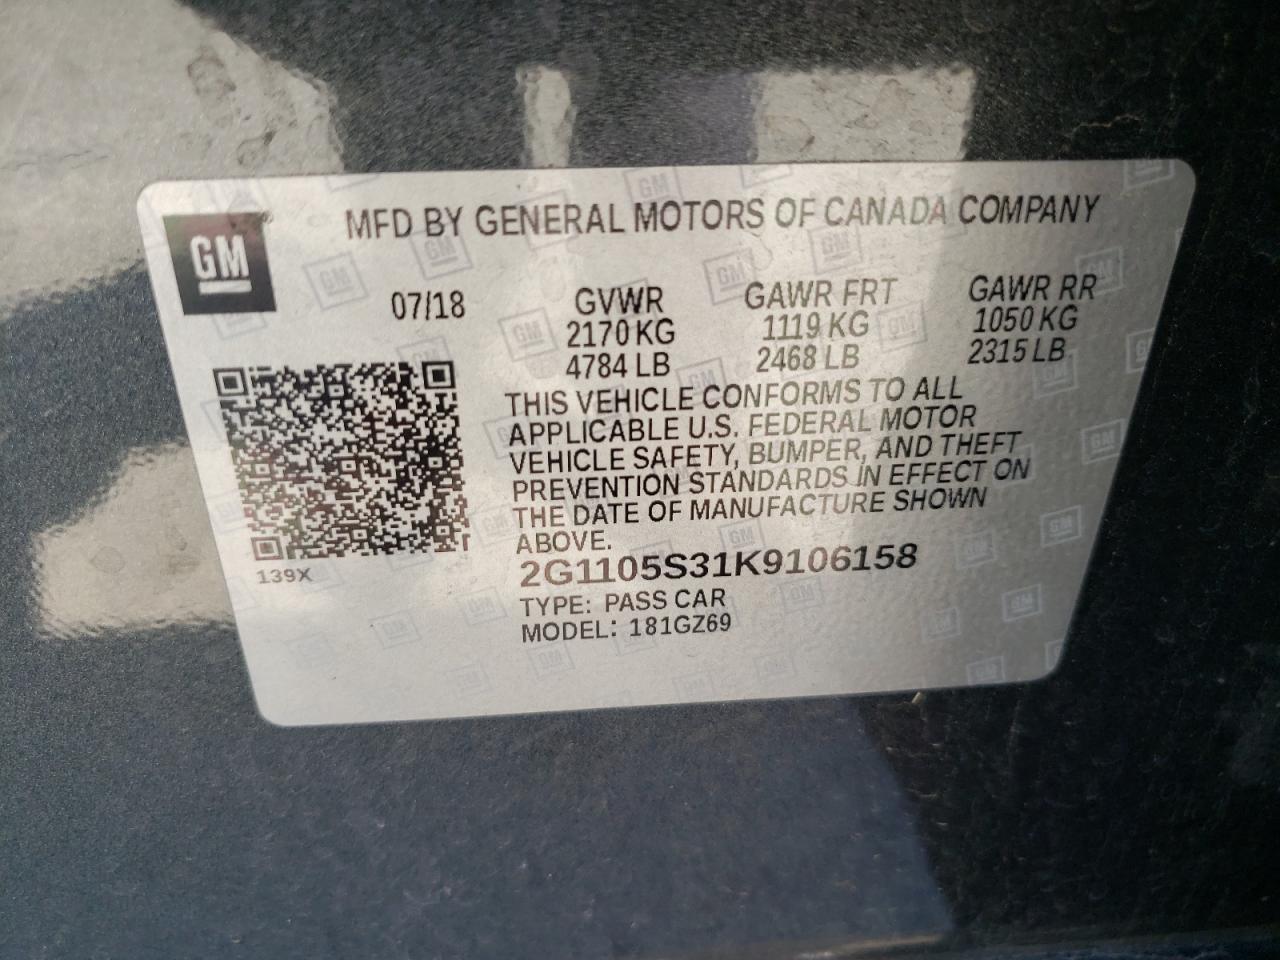 GM
MFD BY GENERAL MOTORS OF CANADA COMPANY
07/18
GVWR
2170 KG
4784 LB
GAWR FRT
1119 KG
2468 LB
GAWR RR
1050 KG
2315 LB
THIS VEHICLE CONFORMS TO ALL
APPLICABLE U.S. FEDERAL MOTOR
VEHICLE SAFETY, BUMPER, AND THEFT
PREVENTION STANDARDS IN EFFECT ON
THE DATE OF MANUFACTURE SHOWN
ABOVE.
139X
2G1105S31K9106158
TYPE: PASS CAR
MODEL: 181GZ69